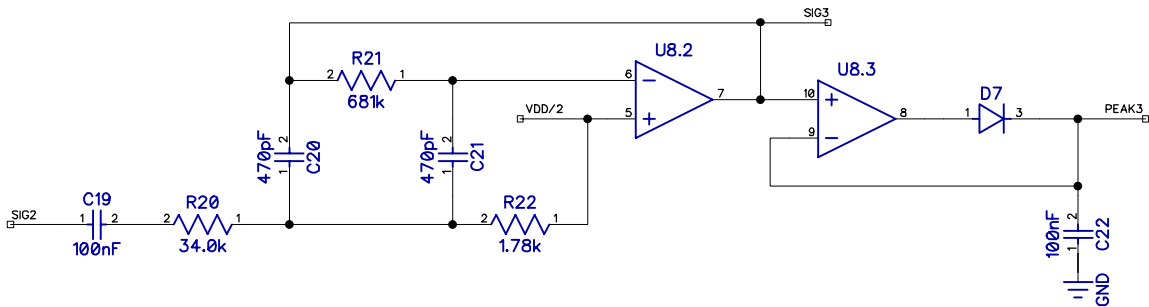 SIG3
R21
2
1
681k
U8.2
6
7
5
VDD/2
U8.3
10
8
9
D7
1
3
PEAK3
470pF
2
1
C20
470pF
2
1
C21
C19
1
2
100nF
SIG2
R20
2
1
34.0k
R22
2
1
1.78k
100nF
2
1
C22
GND